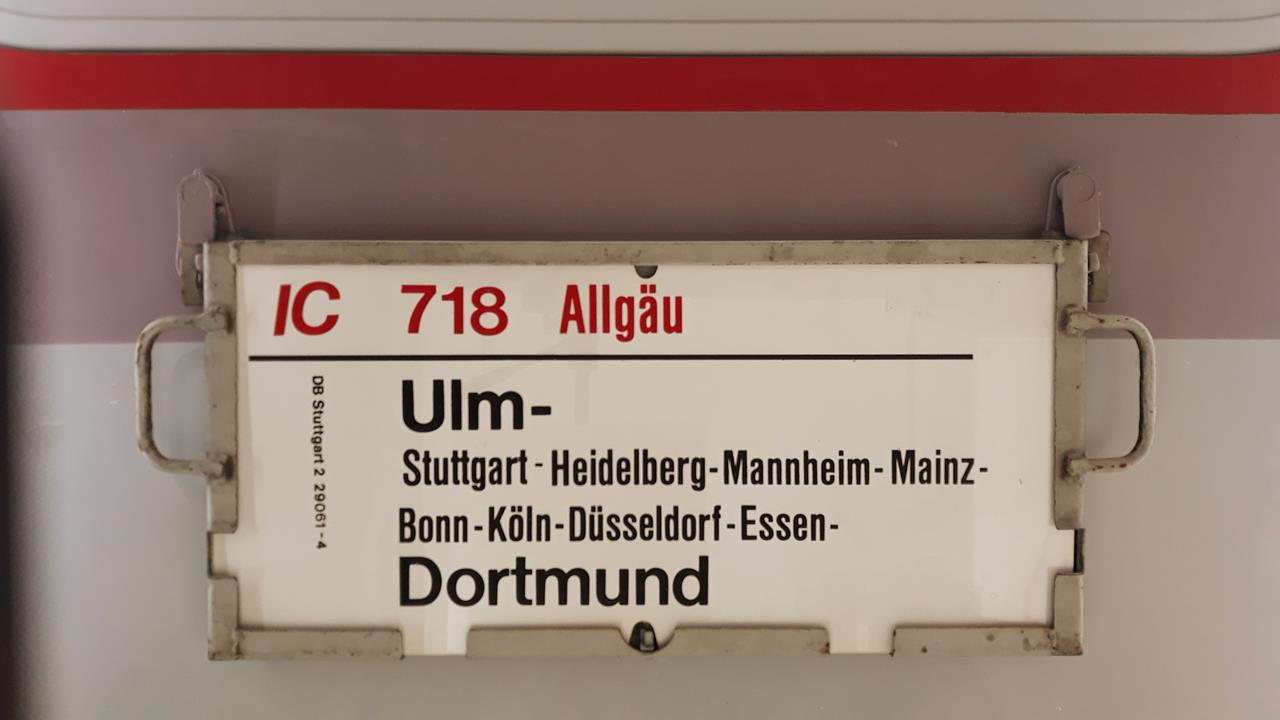 IC 718 Allgäu
DB Stuttgart 2 29061-4
Ulm-
Stuttgart - Heidelberg - Mannheim - Mainz -
Bonn - Köln - Düsseldorf - Essen -
Dortmund